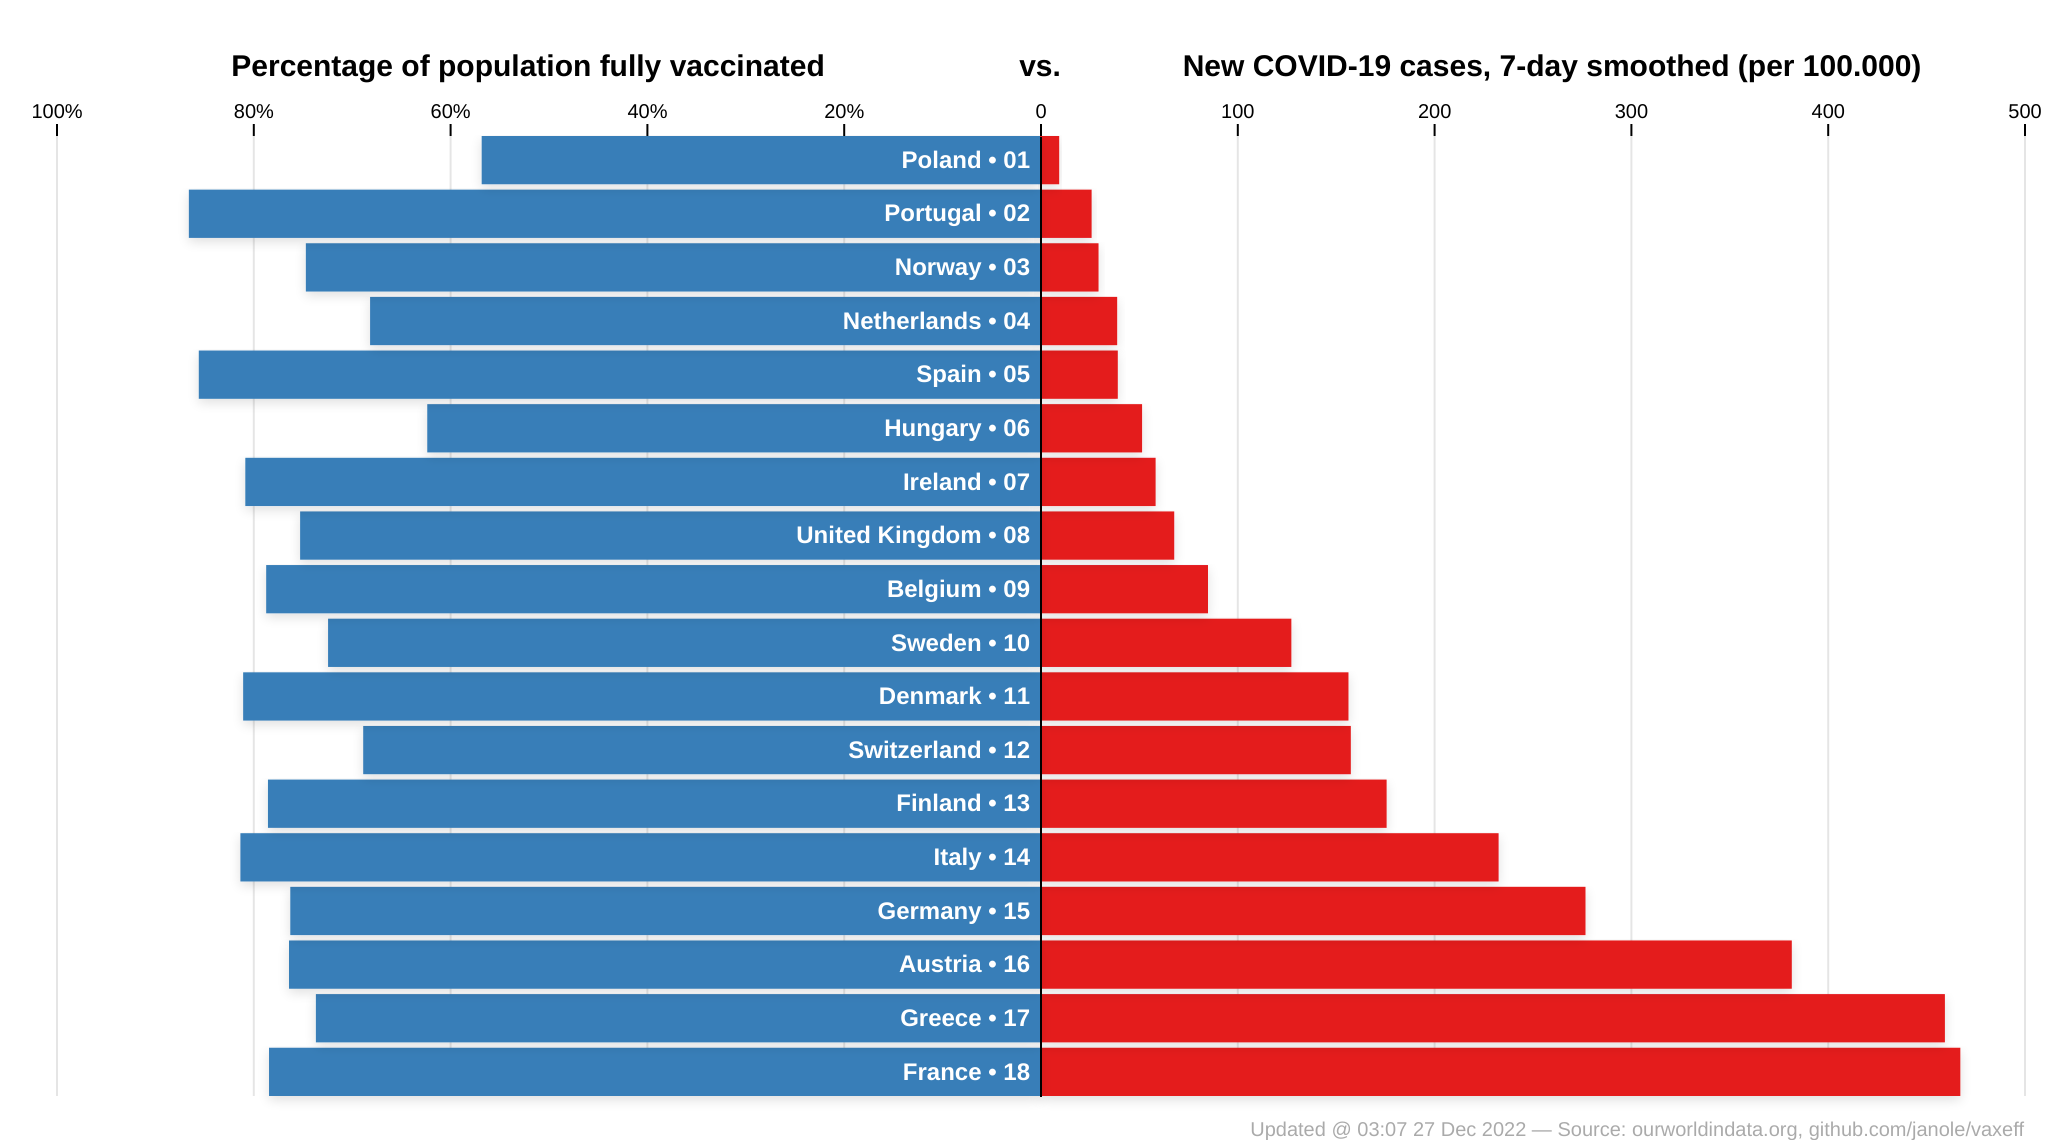 Percentage of population fully vaccinated vs. New COVID-19 cases, 7-day smoothed (per 100.000)
100% 80% 60% 40% 20% 0 100 200 300 400 500
Poland • 01
Portugal • 02
Norway • 03
Netherlands • 04
Spain • 05
Hungary • 06
Ireland • 07
United Kingdom • 08
Belgium • 09
Sweden • 10
Denmark • 11
Switzerland • 12
Finland • 13
Italy • 14
Germany • 15
Austria • 16
Greece • 17
France • 18
Updated @ 03:07 27 Dec 2022 — Source: ourworldindata.org, github.com/janole/vaxeff